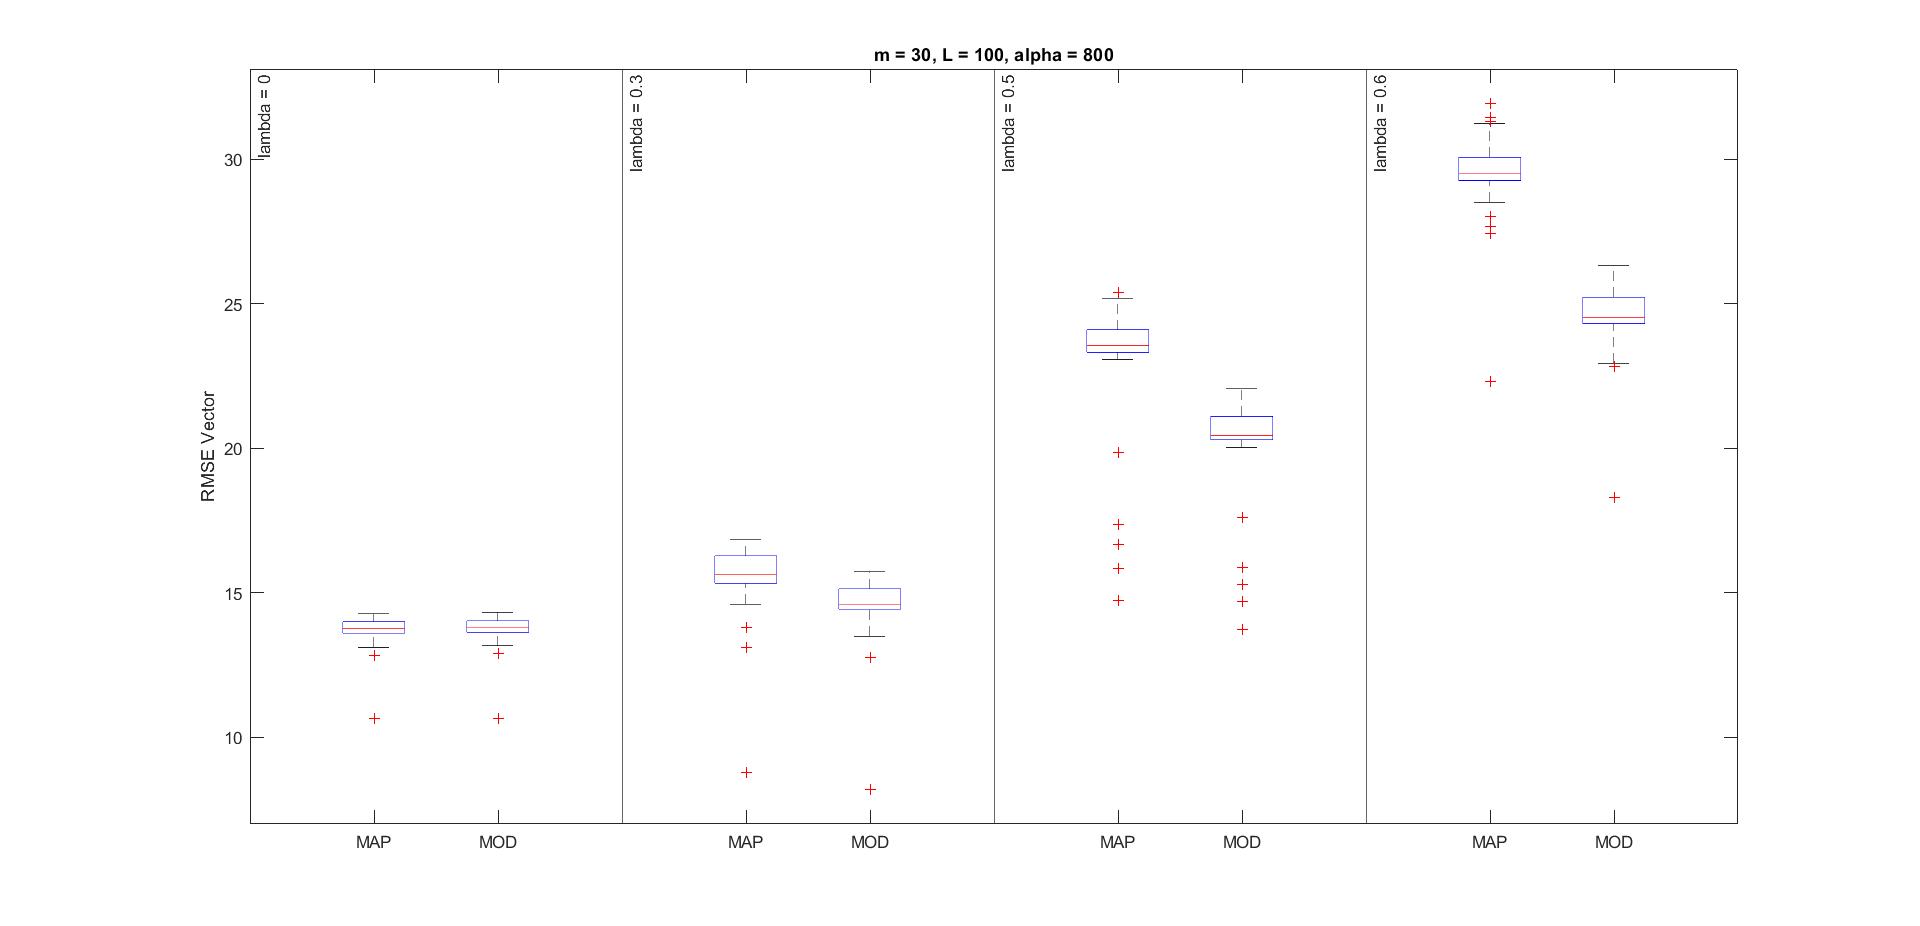 m = 30, L = 100, alpha = 800
lambda = 0
lambda = 0.3
lambda = 0.5
lambda = 0.6
RMSE Vector
30
25
20
15
10
MAP
MOD
MAP
MOD
MAP
MOD
MAP
MOD